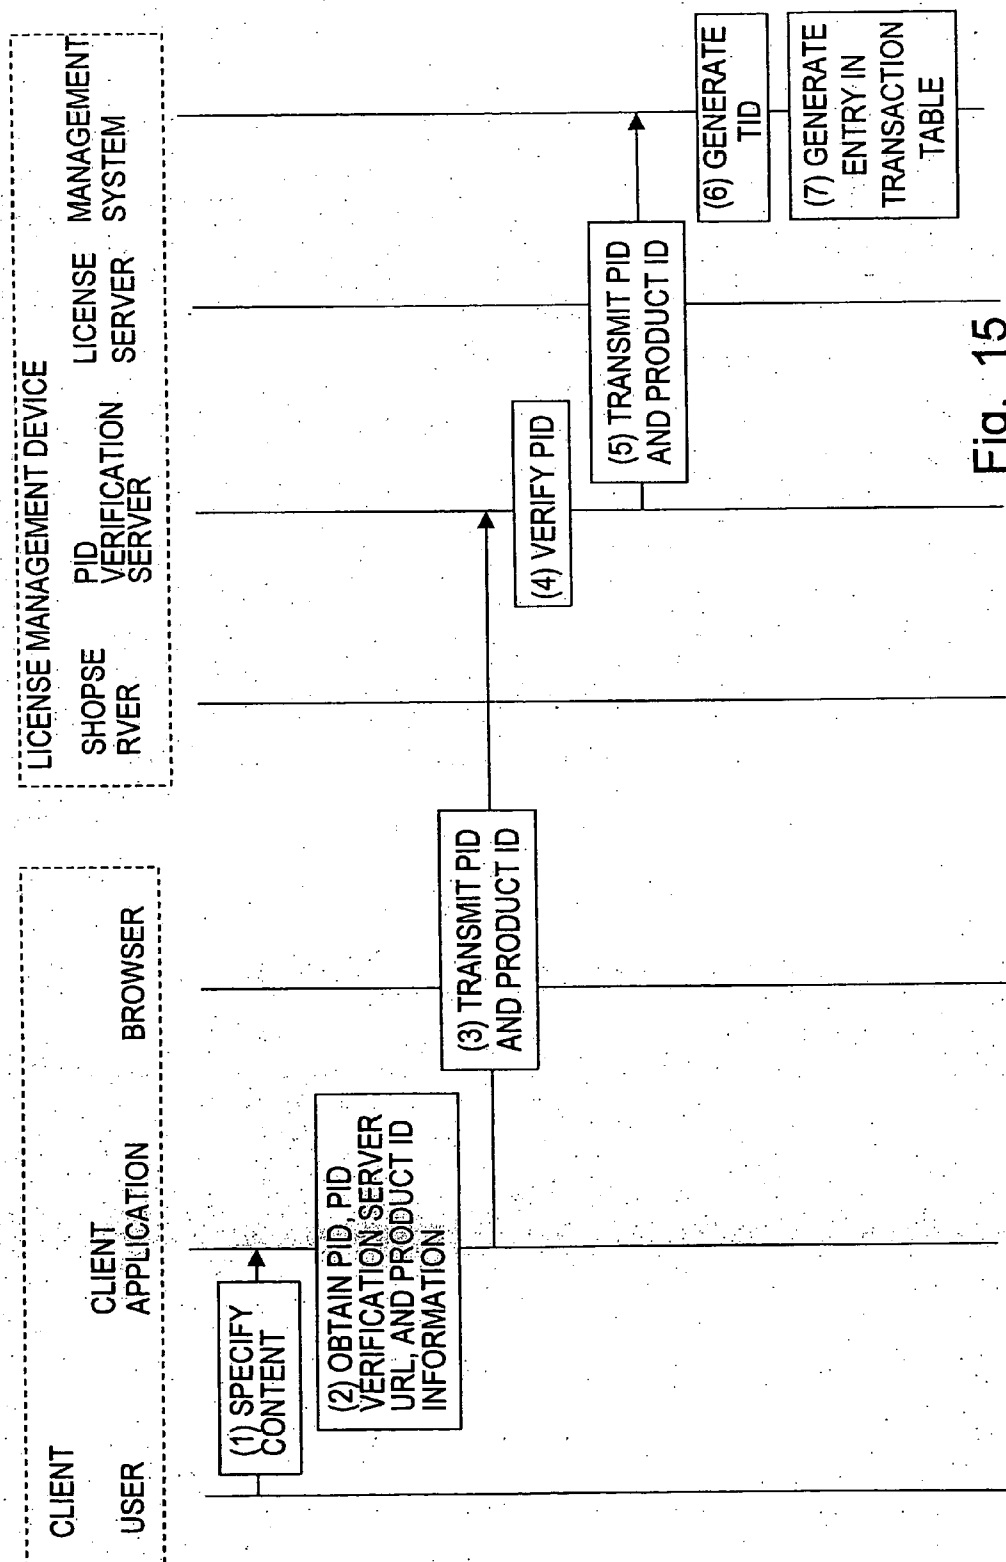 CLIENT
USER
CLIENT
APPLICATION
BROWSER
LICENSE MANAGEMENT DEVICE
SHOPSE
RVER
PID
VERIFICATION
SERVER
LICENSE
SERVER
MANAGEMENT
SYSTEM
(1) SPECIFY
CONTENT
(2) OBTAIN PID, PID
VERIFICATION SERVER
URL, AND PRODUCT ID
INFORMATION
(3) TRANSMIT PID
AND PRODUCT ID
(4) VERIFY PID
(5) TRANSMIT PID
AND PRODUCT ID
(6) GENERATE
TID
(7) GENERATE
ENTRY IN
TRANSACTION
TABLE
Fig. 15